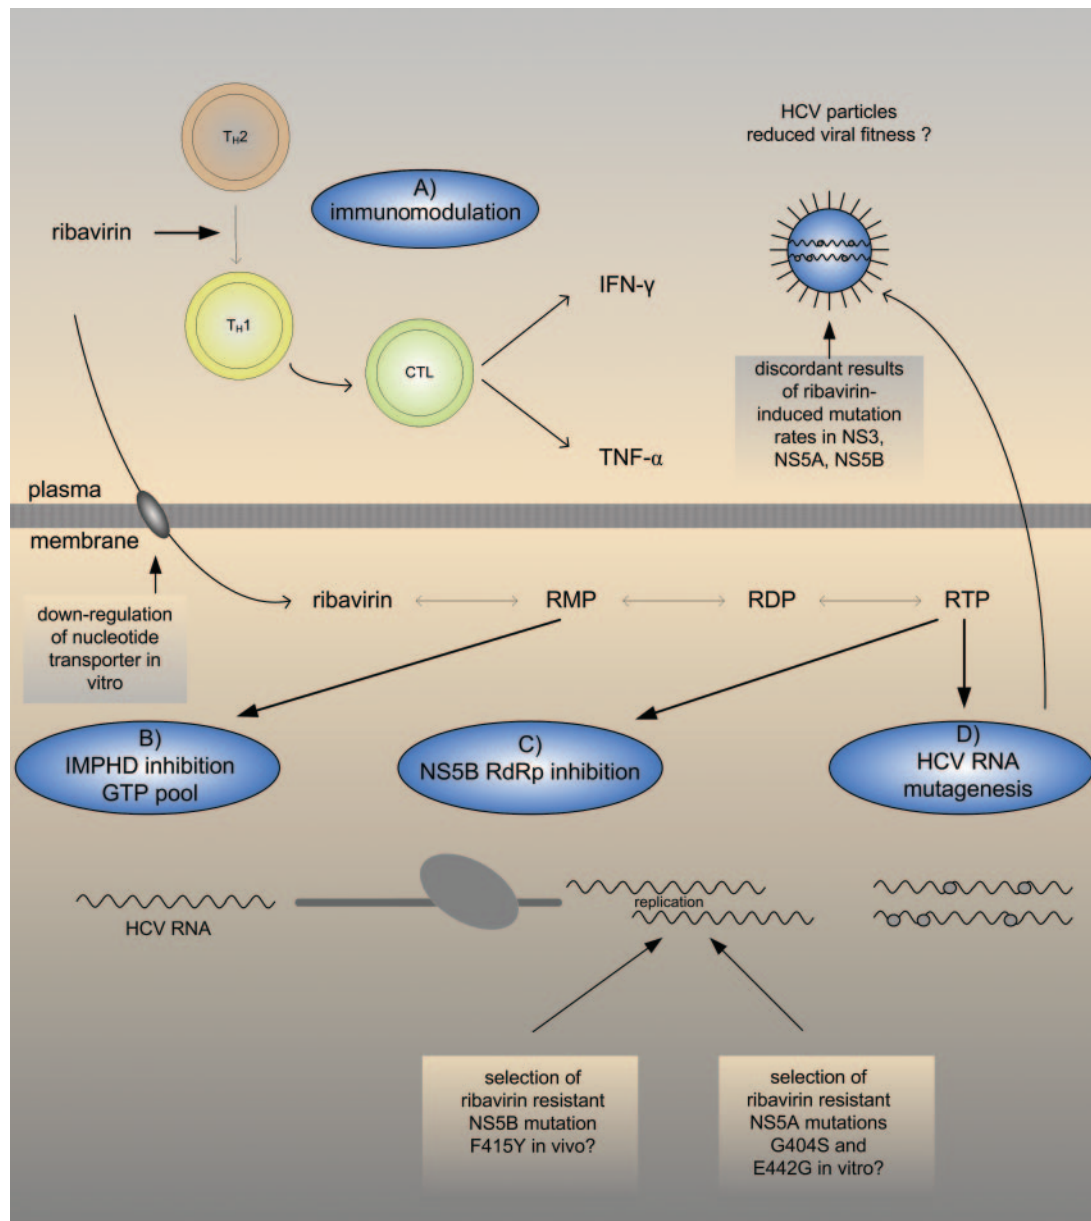 T_H2
HCV particles
reduced viral fitness ?
A)
immunomodulation
ribavirin
IFN-γ
T_H1
CTL
discordant results
of ribavirin-
induced mutation
rates in NS3,
NS5A, NS5B
TNF-α
plasma
membrane
ribavirin
RMP
RDP
RTP
down-regulation
of nucleotide
transporter in
vitro
B)
IMPHD inhibition
GTP pool
C)
NS5B RdRp inhibition
D)
HCV RNA
mutagenesis
HCV RNA
replication
selection of
ribavirin resistant
NS5B mutation
F415Y in vivo?
selection of
ribavirin resistant
NS5A mutations
G404S and
E442G in vitro?